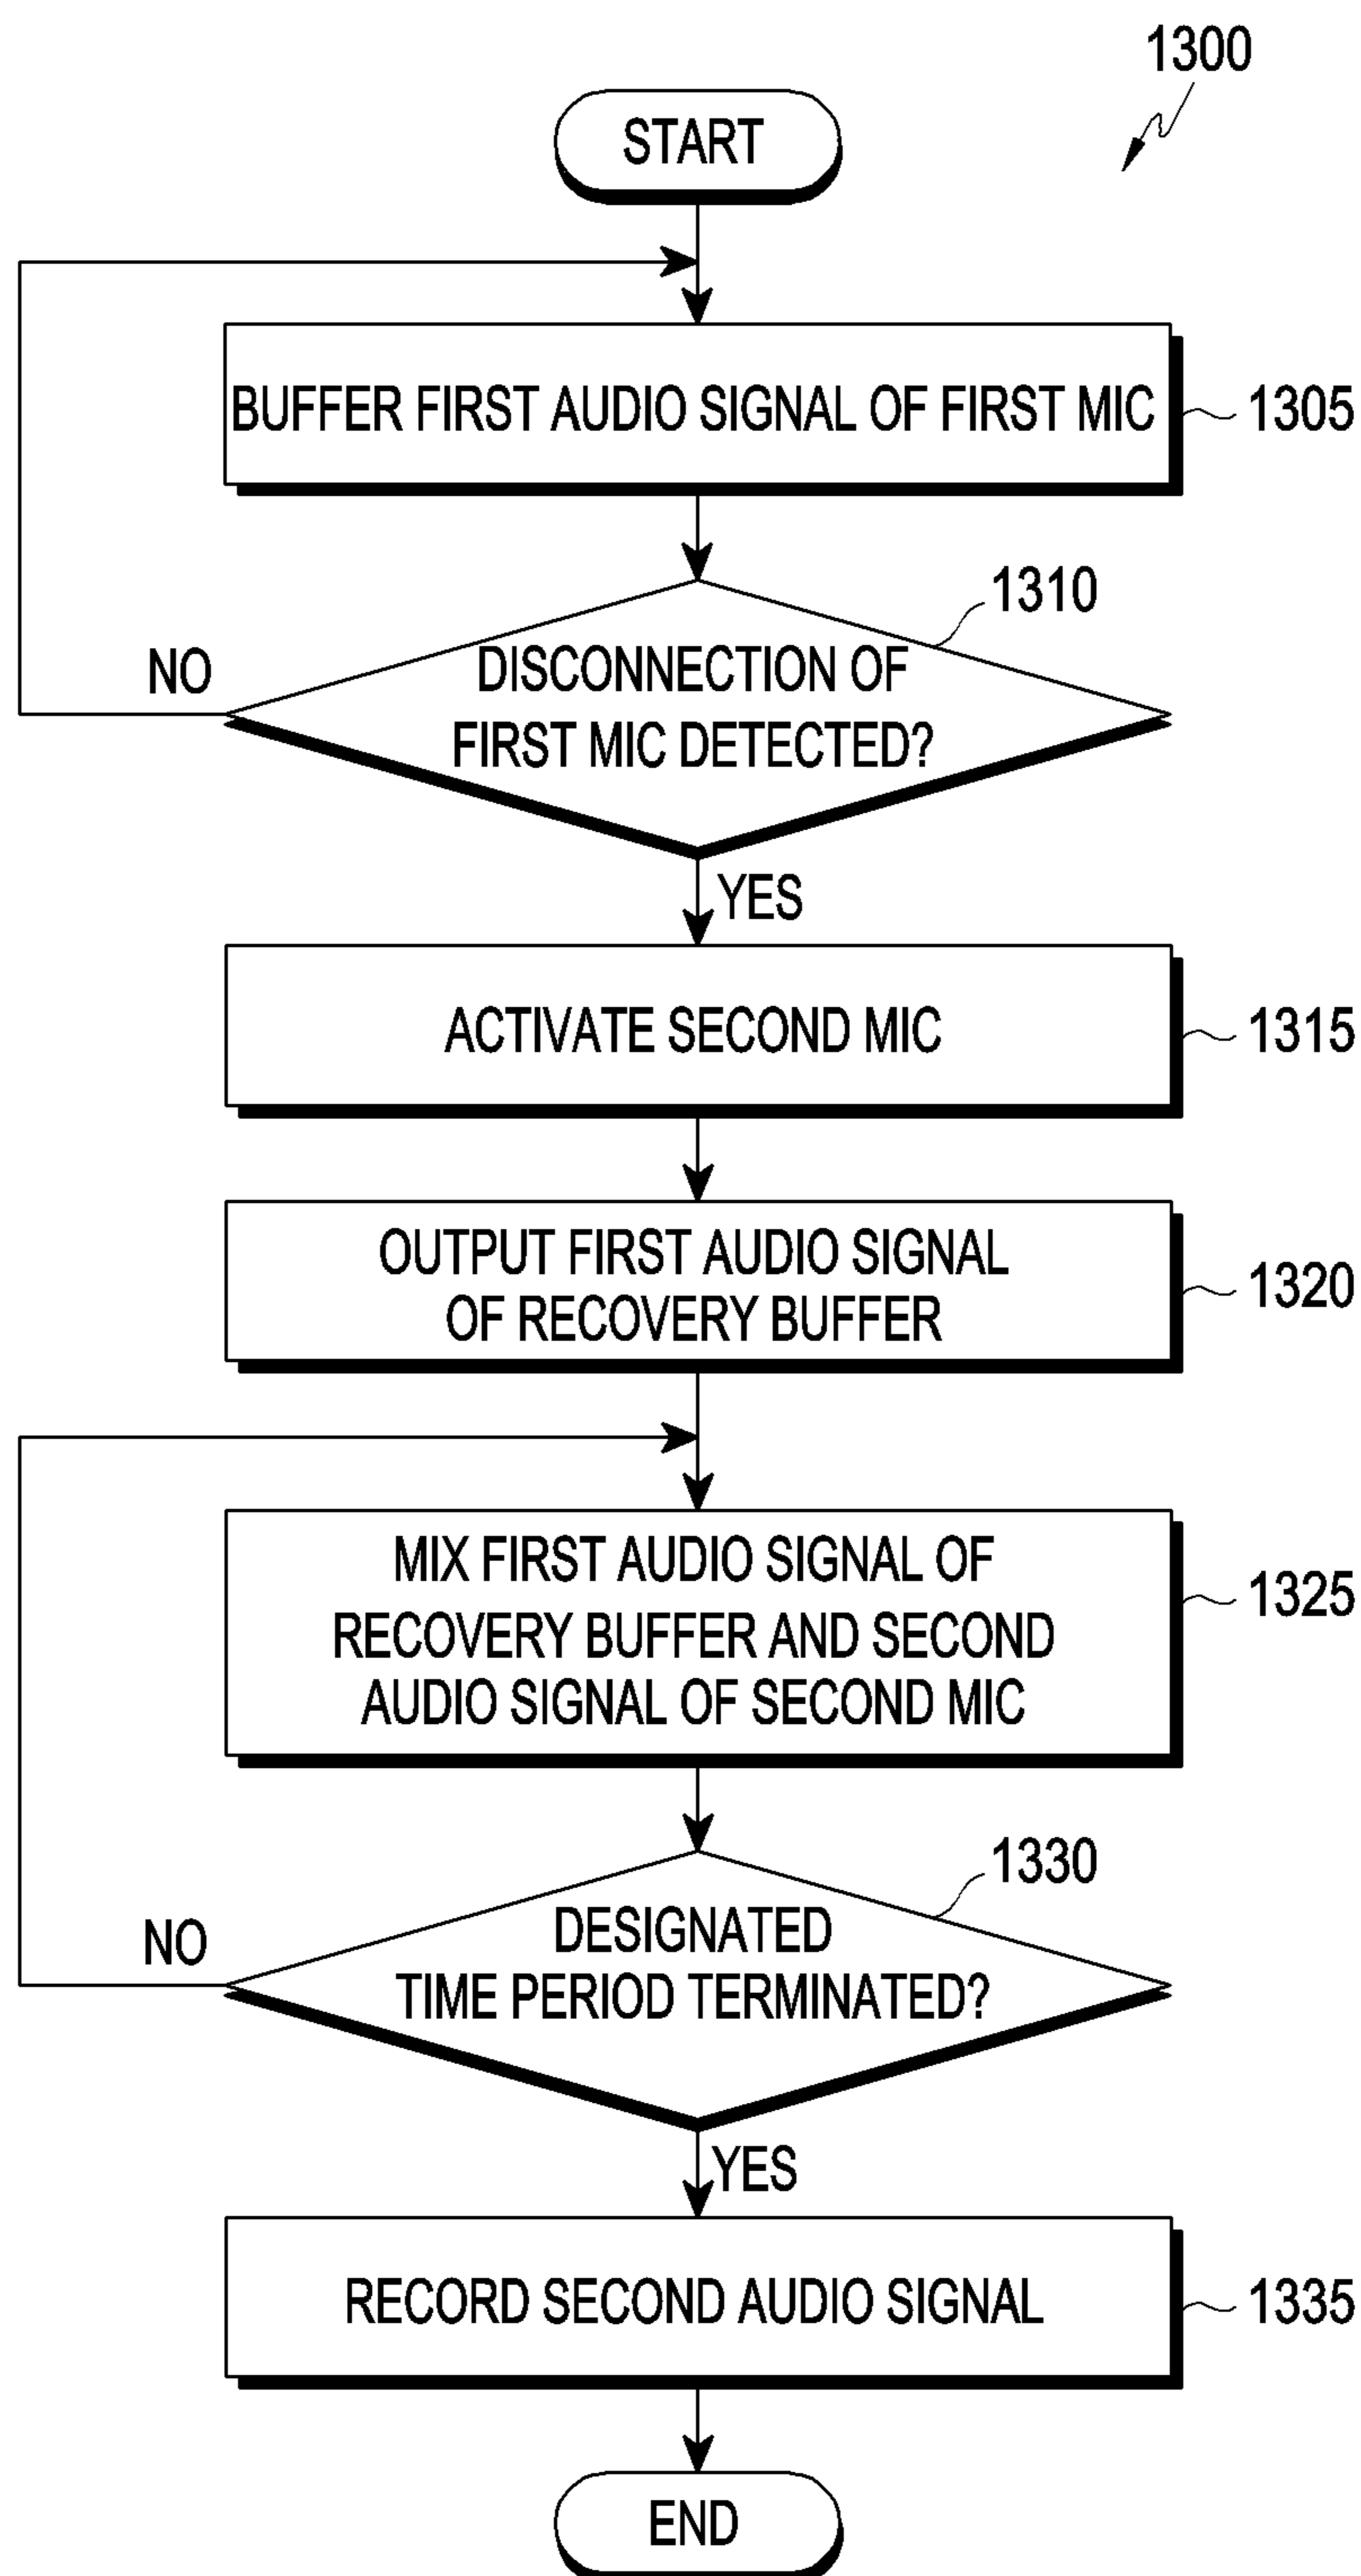 1300
START
BUFFER FIRST AUDIO SIGNAL OF FIRST MIC
1305
1310
DISCONNECTION OF
FIRST MIC DETECTED?
NO
YES
ACTIVATE SECOND MIC
1315
OUTPUT FIRST AUDIO SIGNAL
OF RECOVERY BUFFER
1320
MIX FIRST AUDIO SIGNAL OF
RECOVERY BUFFER AND SECOND
AUDIO SIGNAL OF SECOND MIC
1325
1330
DESIGNATED
TIME PERIOD TERMINATED?
NO
YES
RECORD SECOND AUDIO SIGNAL
1335
END